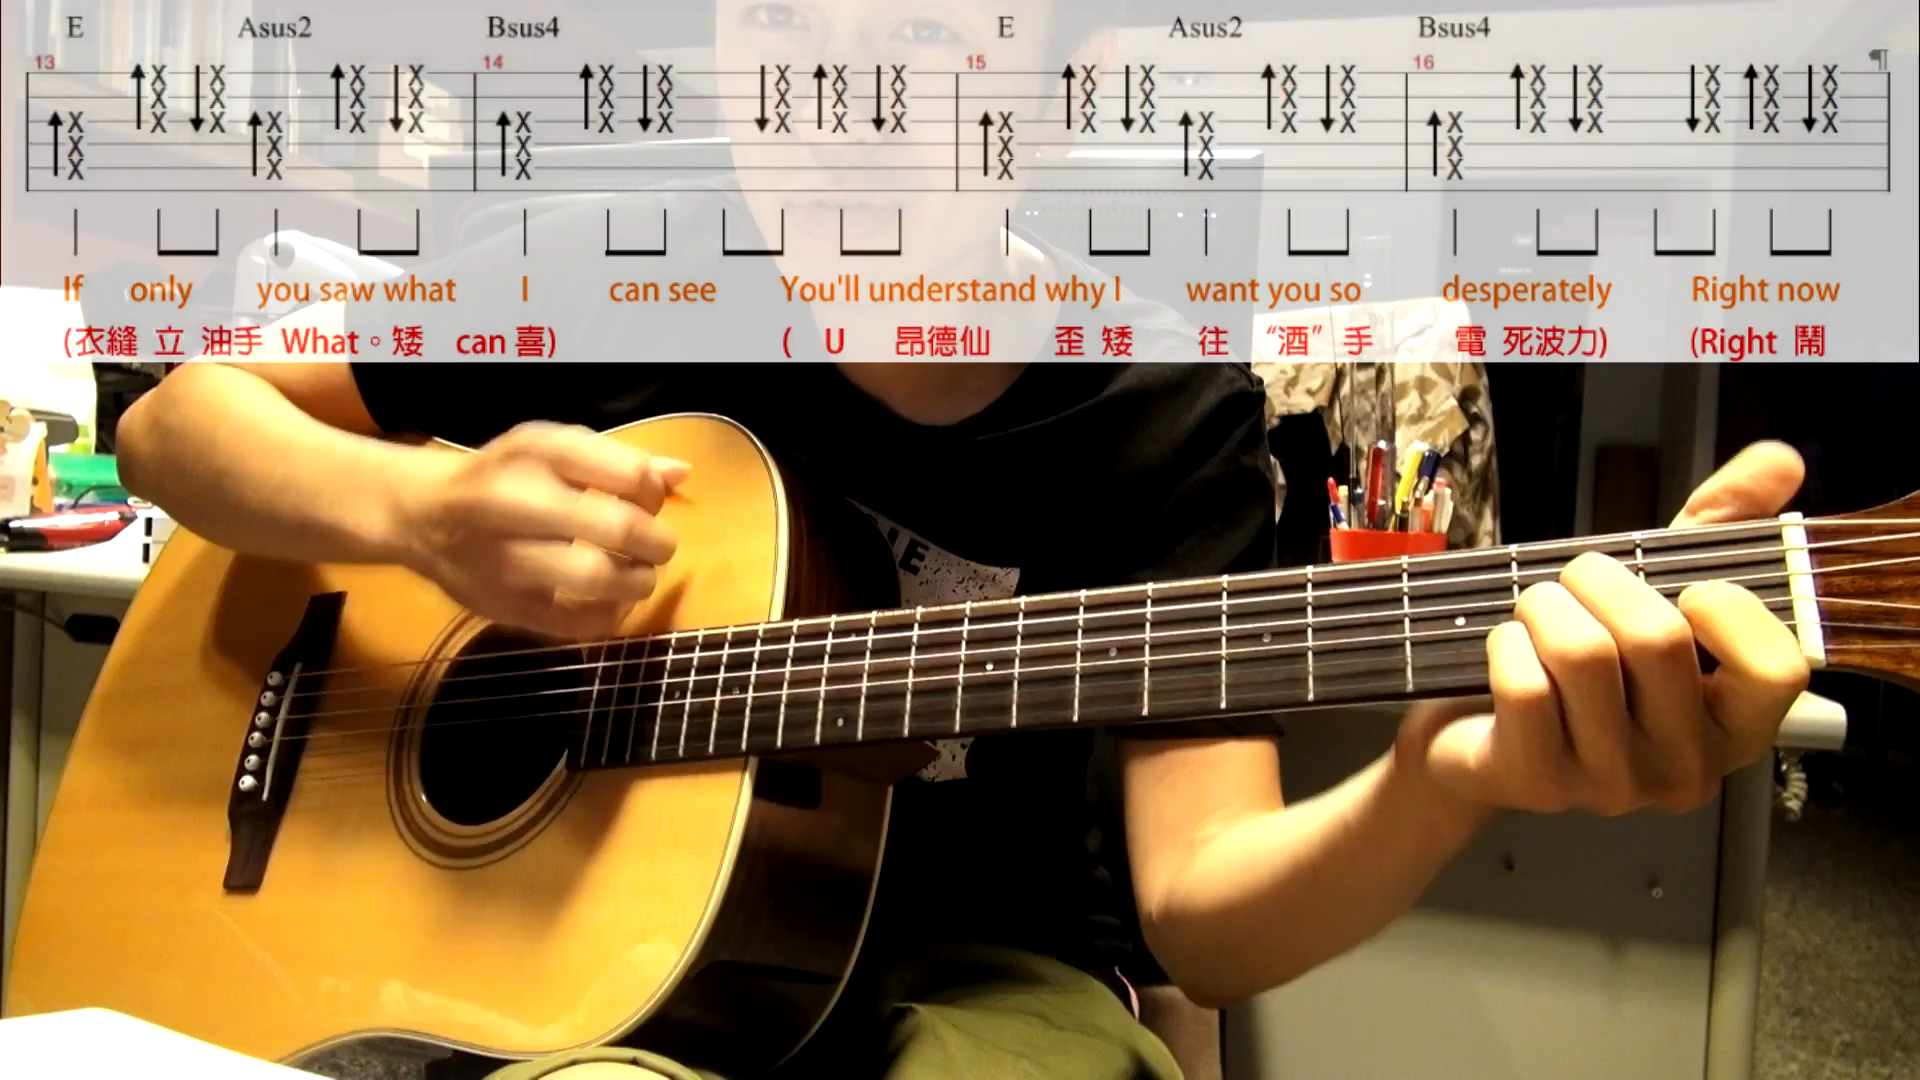 E Asus2 Bsus4 E Asus2 Bsus4
13 14 15 16
If only you saw what I can see You'll understand why I want you so desperately Right now
(衣縫 立 油手 What。矮 can 喜) ( U 昂德仙 歪 矮 往 “酒” 手 電 死波力) (Right 鬧